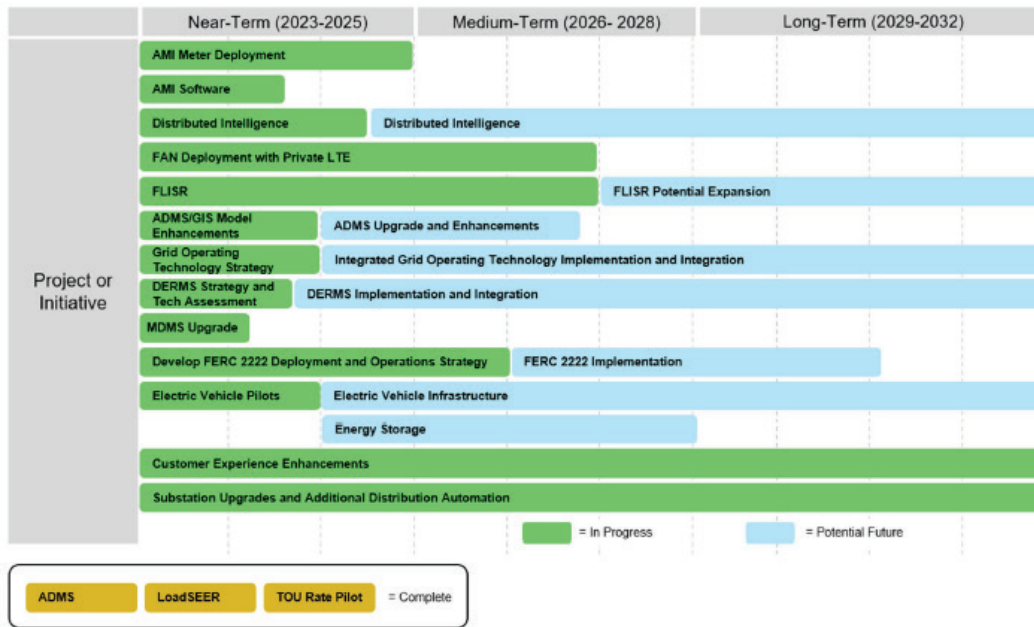 Near-Term (2023-2025) Medium-Term (2026- 2028) Long-Term (2029-2032)
Project or
Initiative
AMI Meter Deployment
AMI Software
Distributed Intelligence Distributed Intelligence
FAN Deployment with Private LTE
FLISR FLISR Potential Expansion
ADMS/GIS Model
Enhancements
ADMS Upgrade and Enhancements
Grid Operating
Technology Strategy
Integrated Grid Operating Technology Implementation and Integration
DERMS Strategy and
Tech Assessment
DERMS Implementation and Integration
MDMS Upgrade
Develop FERC 2222 Deployment and Operations Strategy FERC 2222 Implementation
Electric Vehicle Pilots Electric Vehicle Infrastructure
Energy Storage
Customer Experience Enhancements
Substation Upgrades and Additional Distribution Automation
= In Progress = Potential Future
ADMS LoadSEER TOU Rate Pilot = Complete